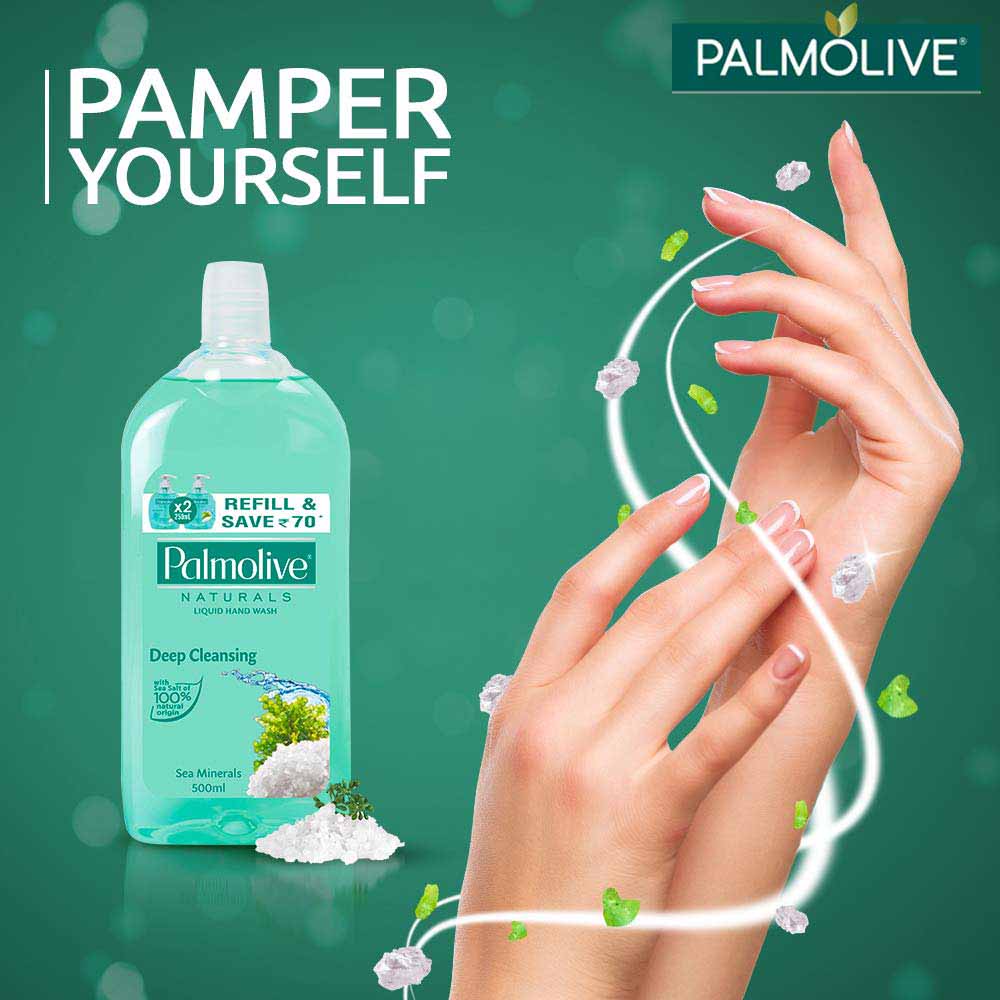 PALMOLIVE®
PAMPER
YOURSELF
x2
250mL
REFILL &
SAVE ₹70*
Palmolive®
NATURALS
LIQUID HAND WASH
Deep Cleansing
with
Sea Salt of
100%
natural
origin
Sea Minerals
500ml